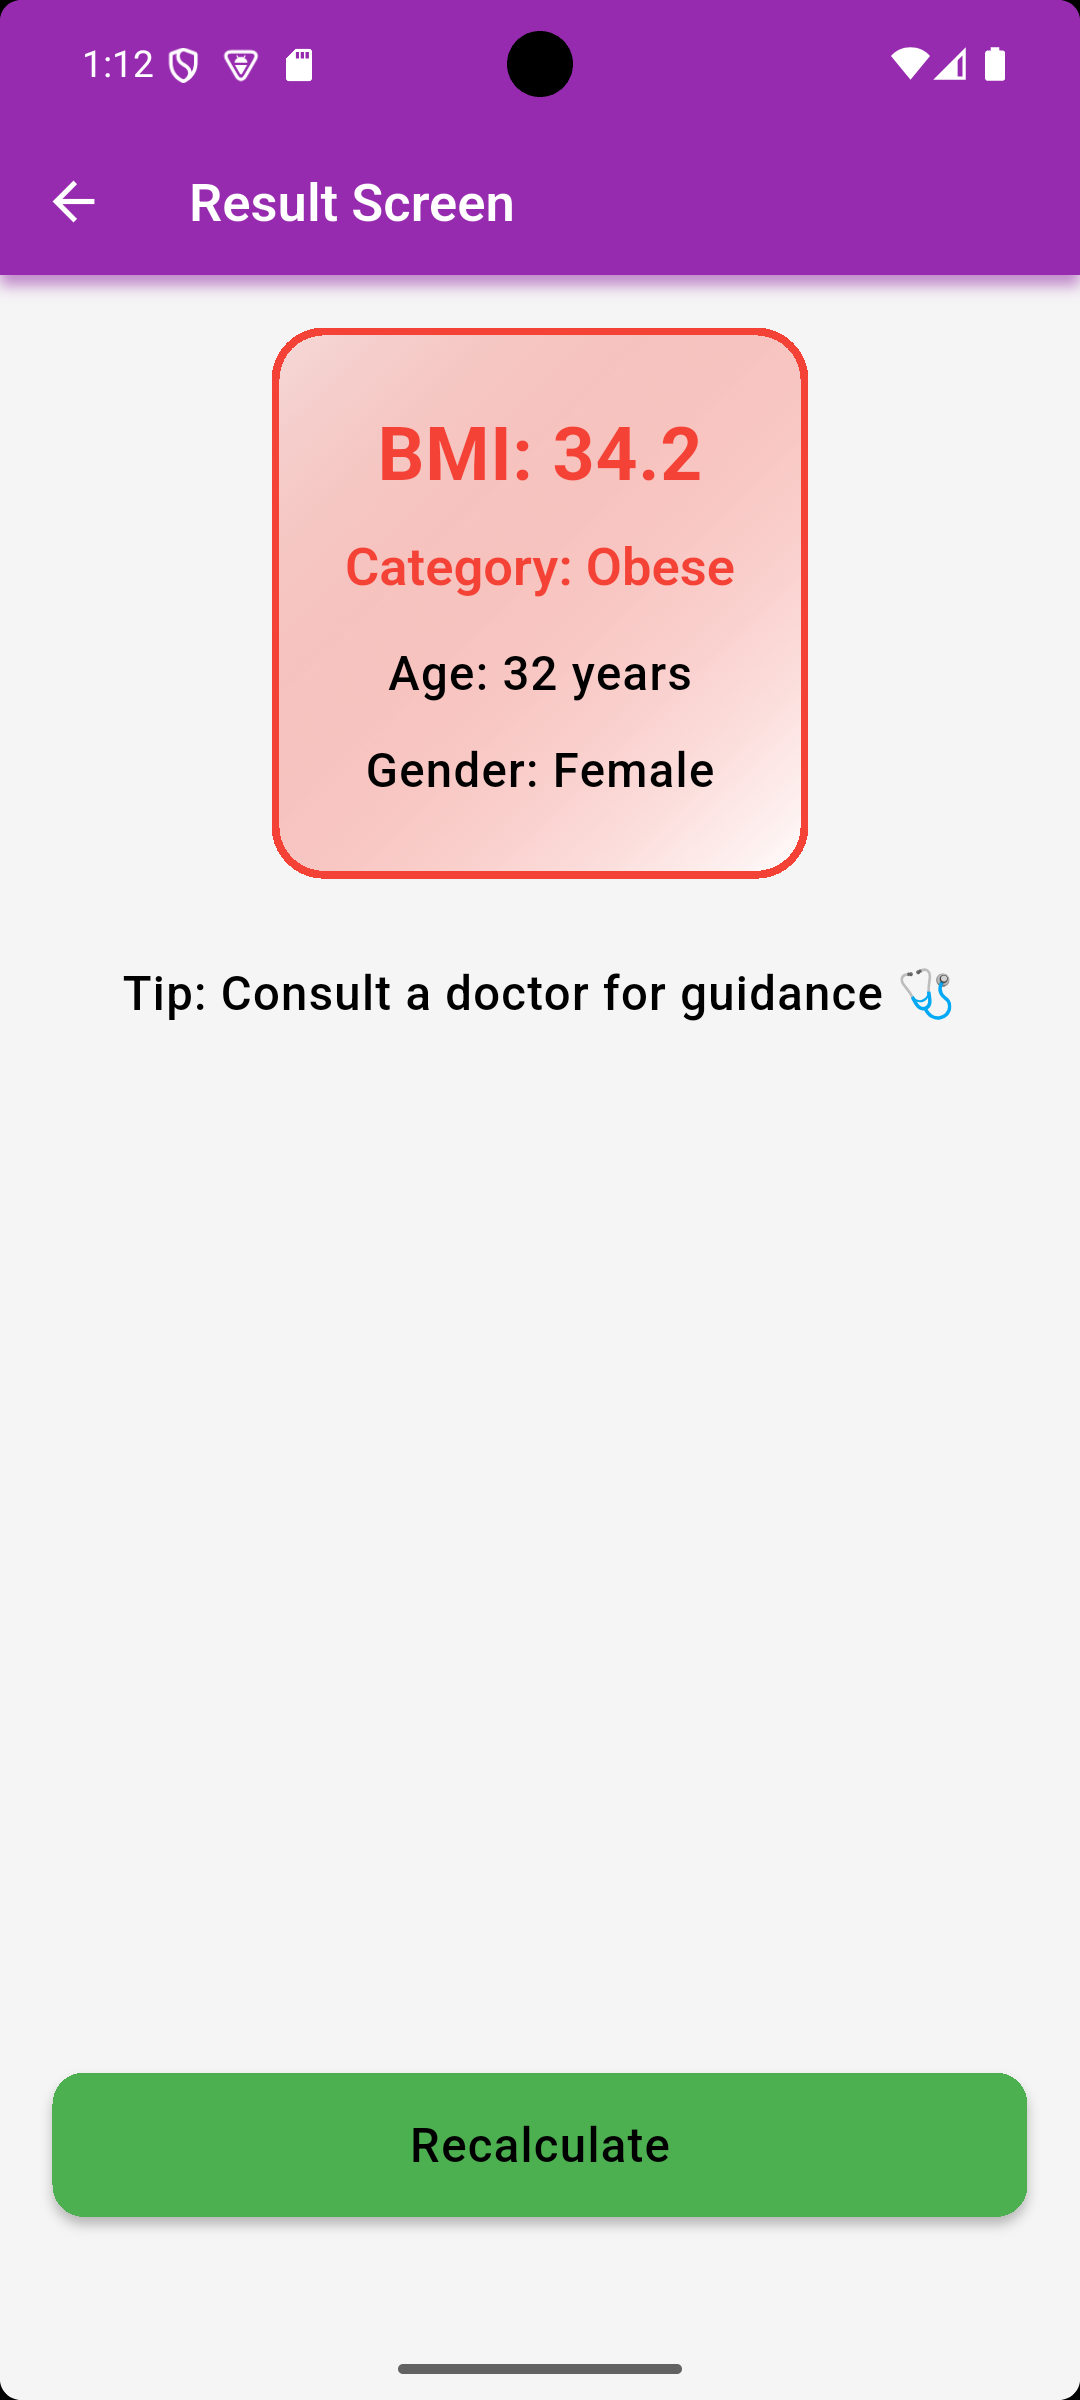 1:12
Result Screen
BMI: 34.2
Category: Obese
Age: 32 years
Gender: Female
Tip: Consult a doctor for guidance 🩺
Recalculate